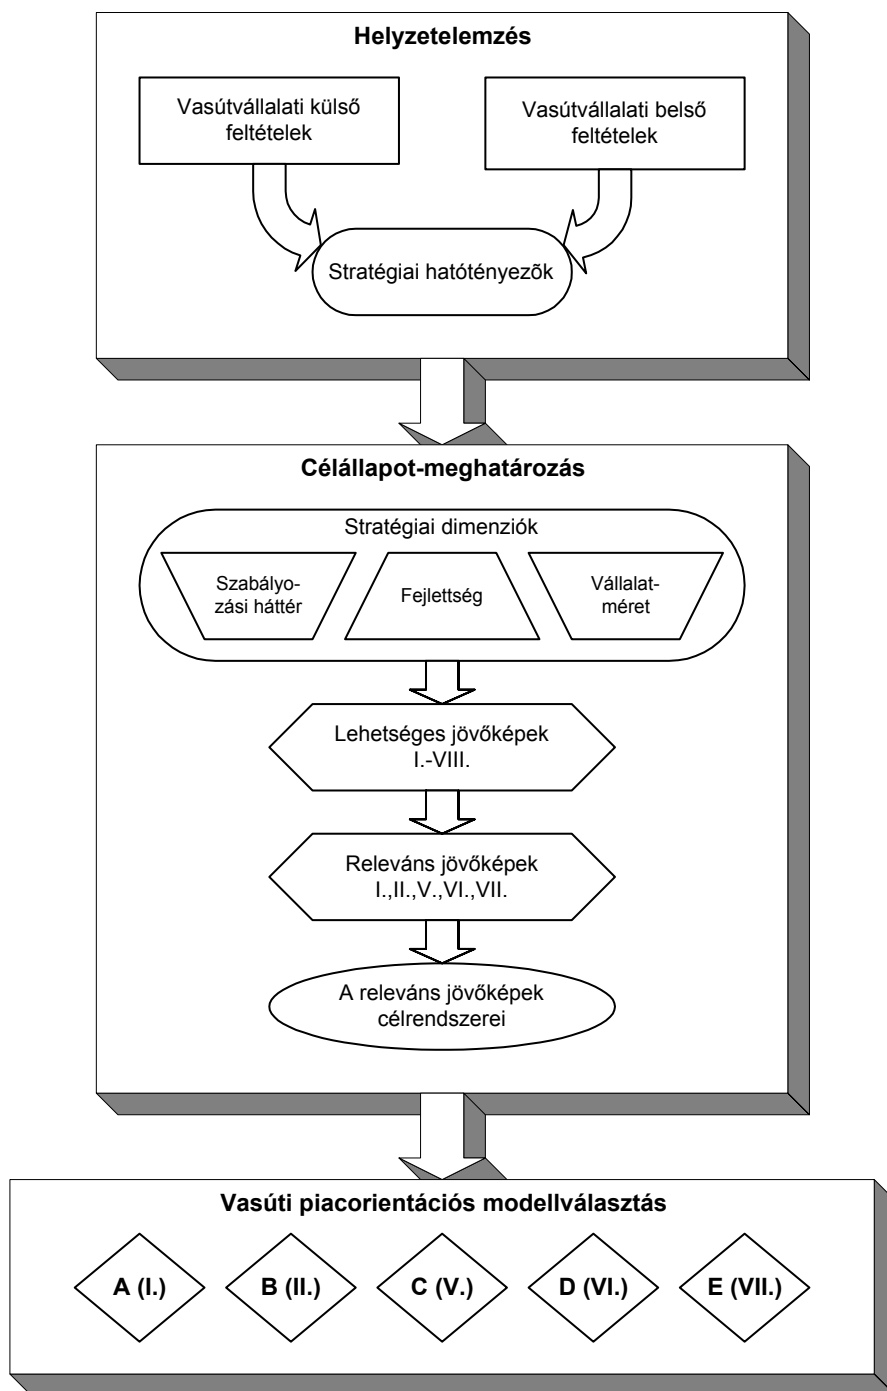 Helyzetelemzés
Vasútvállalati külső
feltételek
Vasútvállalati belső
feltételek
Stratégiai hatótényezõk
Célállapot-meghatározás
Stratégiai dimenziók
Szabályo-
zási háttér
Fejlettség
Vállalat-
méret
Lehetséges jövőképek
I.-VIII.
Releváns jövőképek
I.,II.,V.,VI.,VII.
A releváns jövőképek
célrendszerei
Vasúti piacorientációs modellválasztás
A (I.)
B (II.)
C (V.)
D (VI.)
E (VII.)